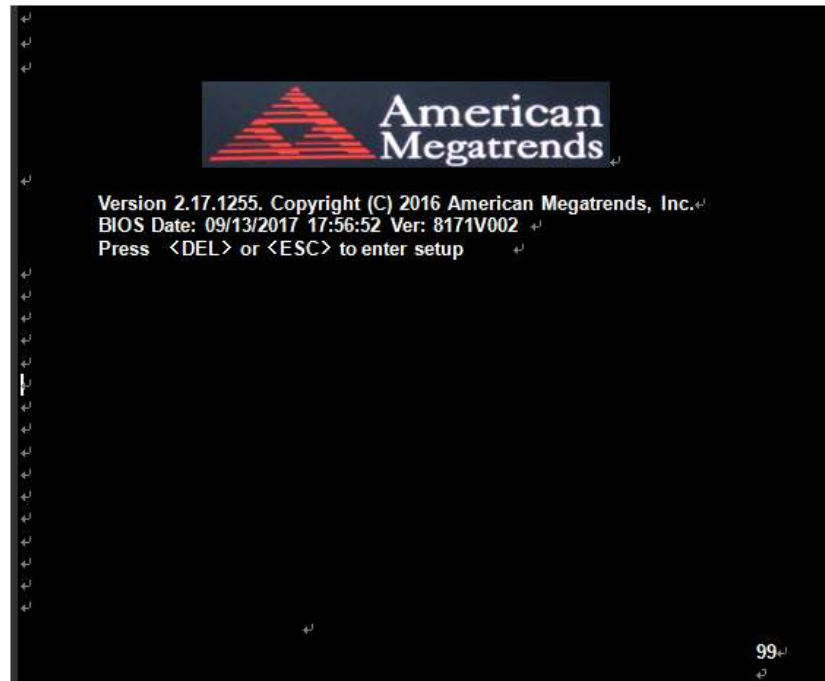 American
Megatrends
Version 2.17.1255. Copyright (C) 2016 American Megatrends, Inc.
BIOS Date: 09/13/2017 17:56:52 Ver: 8171V002
Press <DEL> or <ESC> to enter setup
99